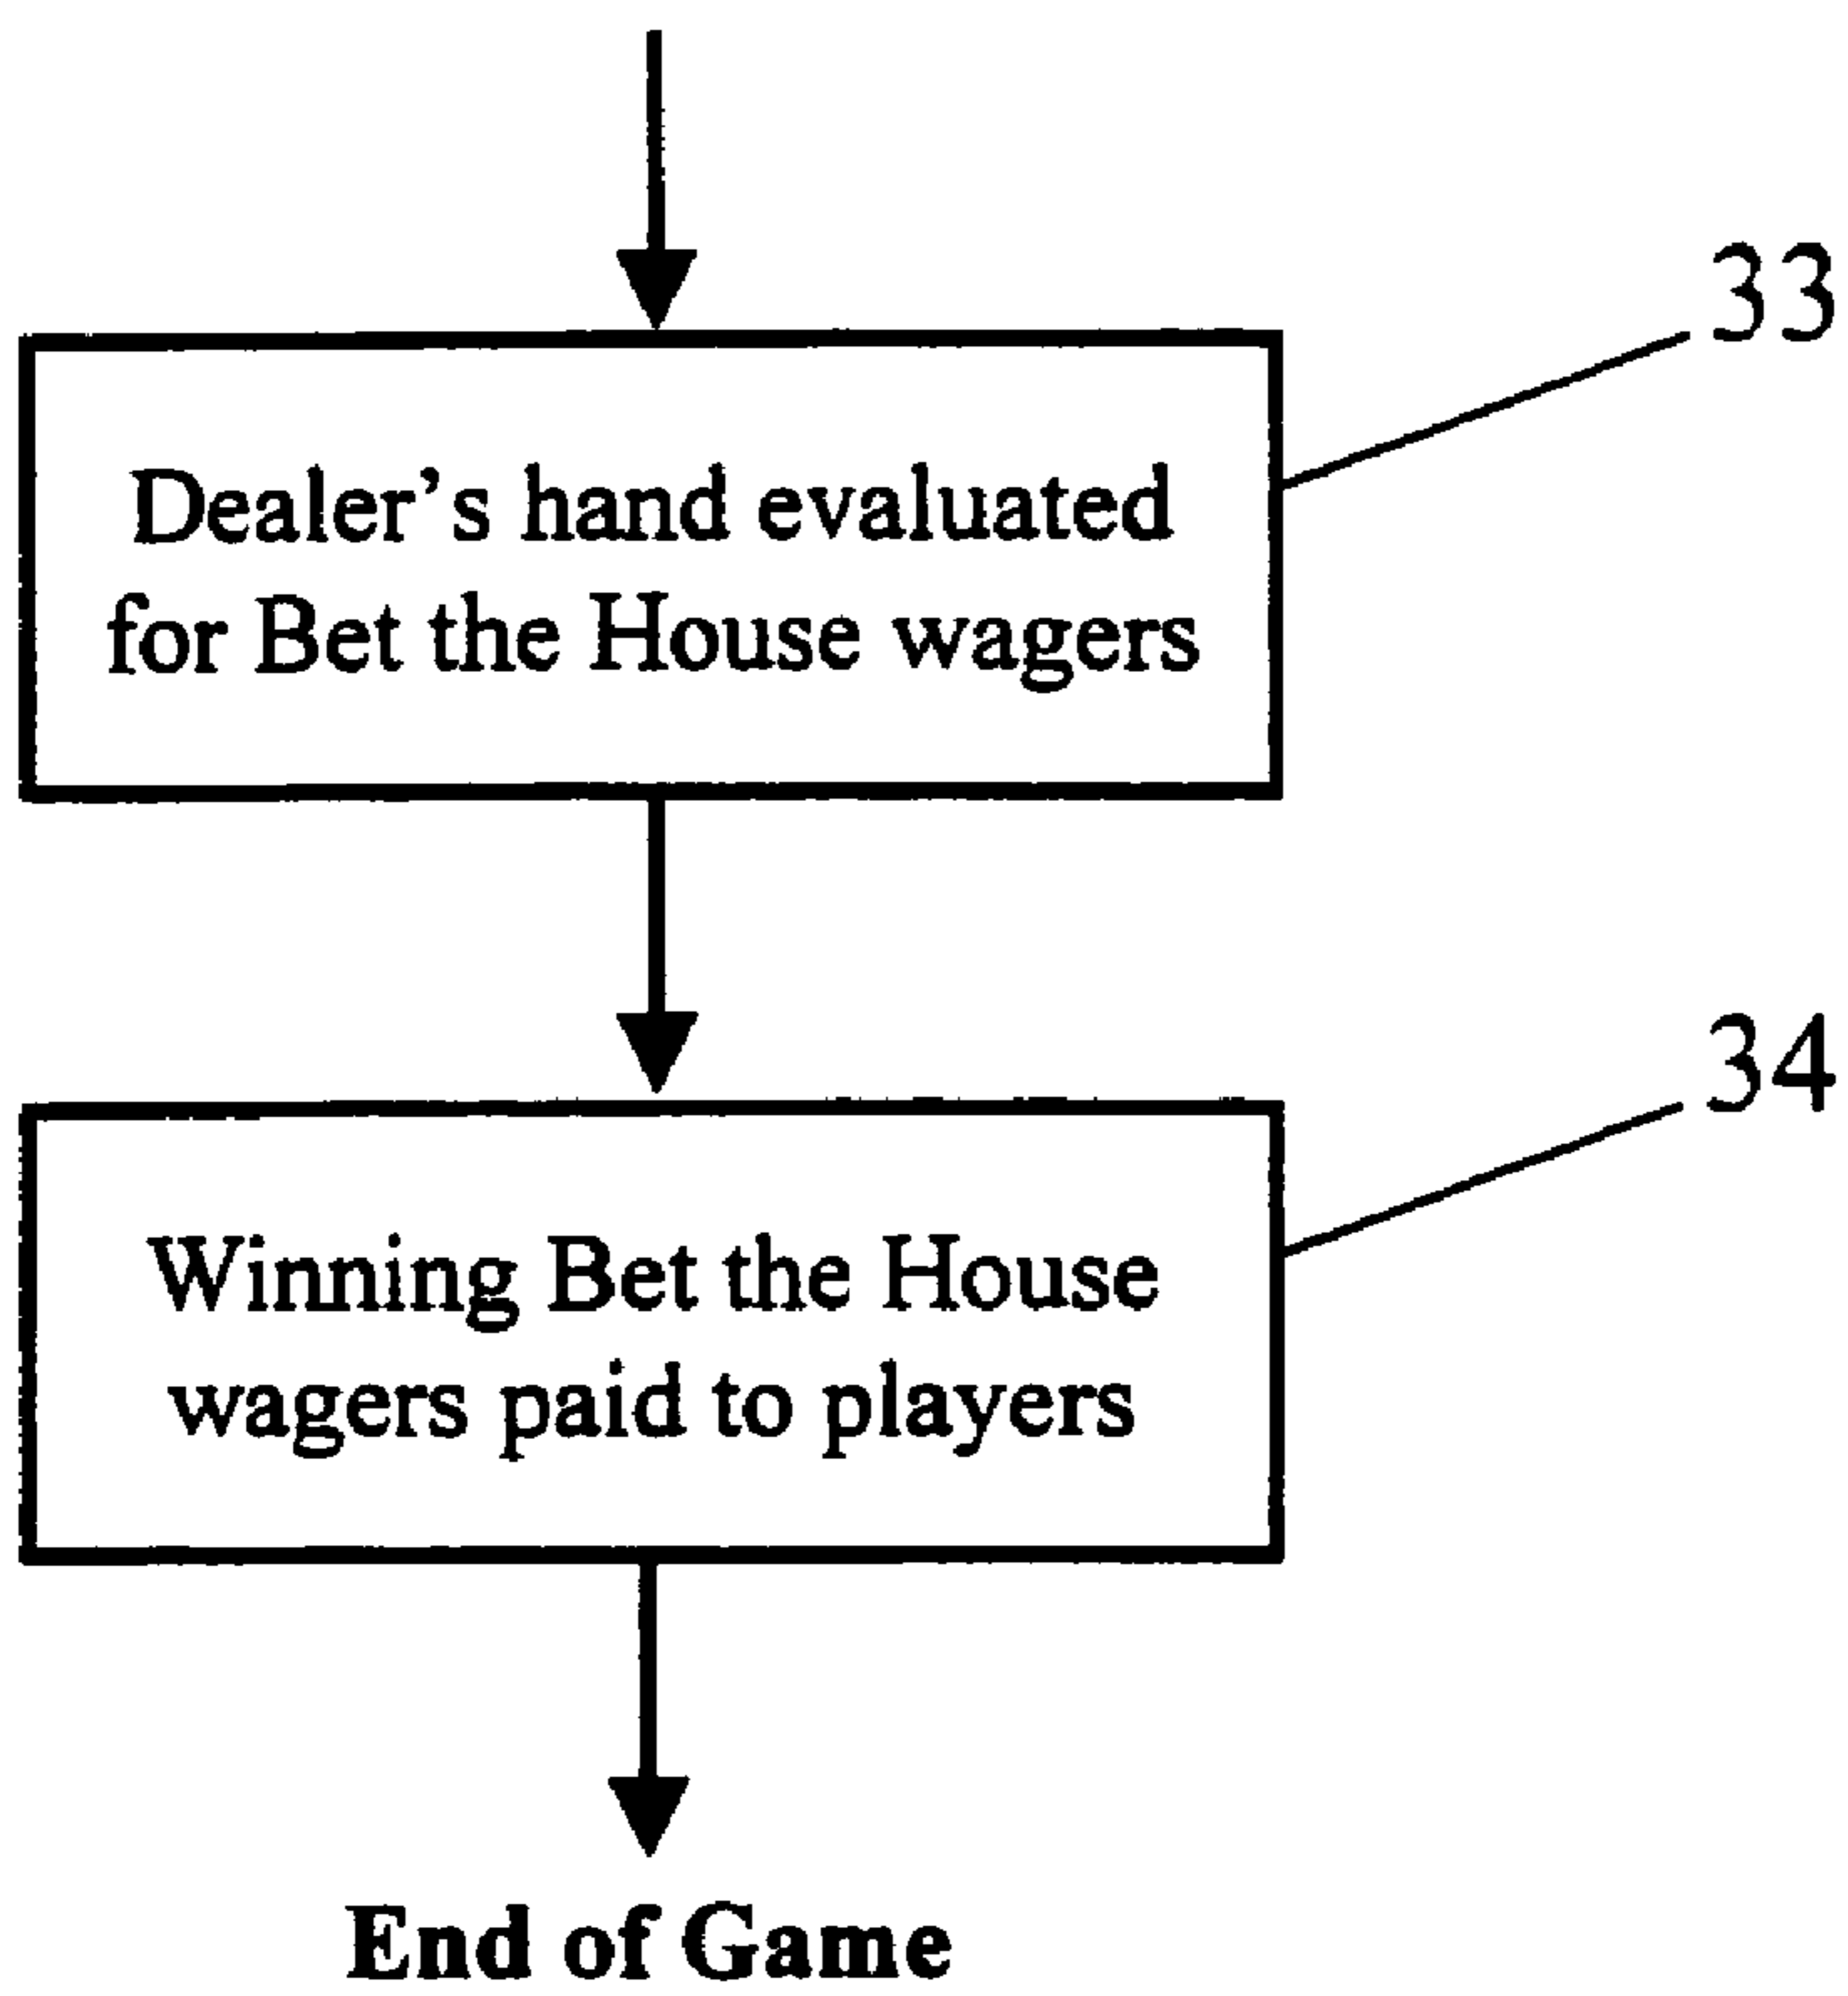 33
Dealer’s hand evaluated
for Bet the House wagers
34
Winning Bet the House
wagers paid to players
End of Game